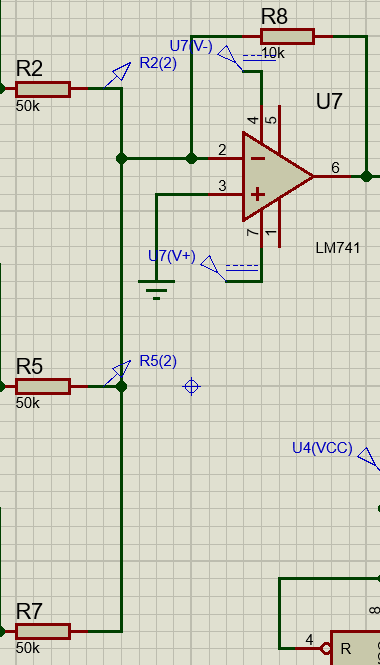 R8
U7(V-)
10k
R2
R2(2)
50k
U7
4
5
2
6
3
7
1
LM741
U7(V+)
R5
R5(2)
50k
U4(VCC)
R7
50k
8
4
R